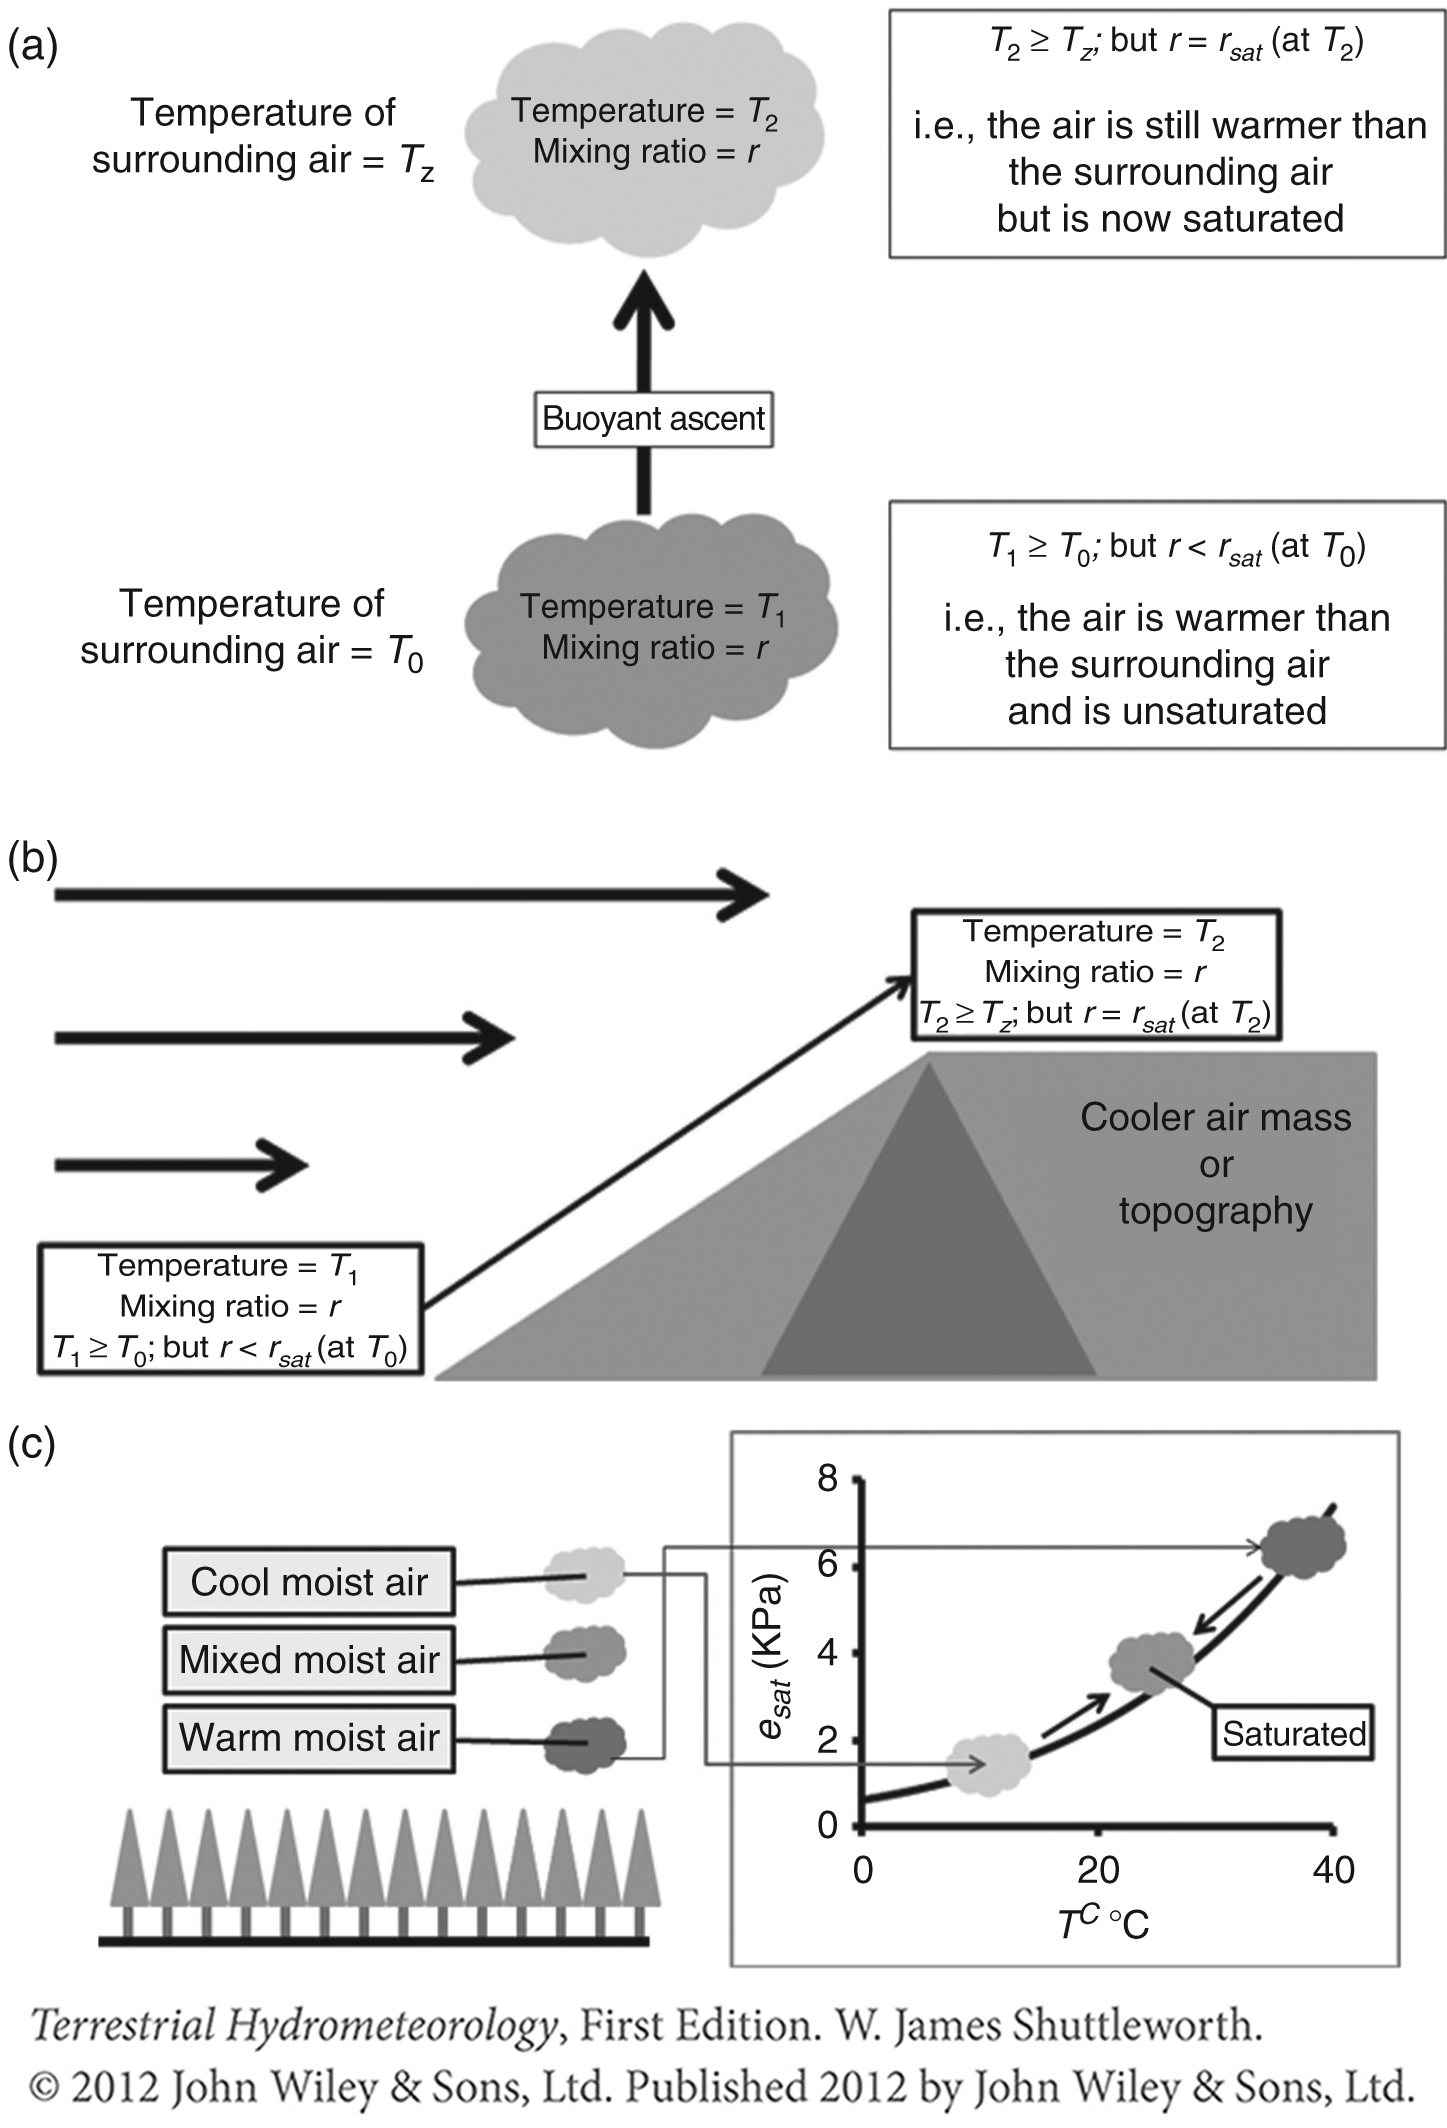 (a)
Temperature of
surrounding air = Tz
Temperature = T2
Mixing ratio = r
T2 ≥ Tz; but r = rsat (at T2)
i.e., the air is still warmer than
the surrounding air
but is now saturated
Buoyant ascent
Temperature of
surrounding air = T0
Temperature = T1
Mixing ratio = r
T1 ≥ T0; but r < rsat (at T0)
i.e., the air is warmer than
the surrounding air
and is unsaturated
(b)
Temperature = T2
Mixing ratio = r
T2 ≥ Tz; but r = rsat (at T2)
Cooler air mass
or
topography
Temperature = T1
Mixing ratio = r
T1 ≥ T0; but r < rsat (at T0)
(c)
Cool moist air
Mixed moist air
Warm moist air
8
6
4
2
0
esat (KPa)
Saturated
0 20 40
TC °C
Terrestrial Hydrometeorology, First Edition. W. James Shuttleworth.
© 2012 John Wiley & Sons, Ltd. Published 2012 by John Wiley & Sons, Ltd.